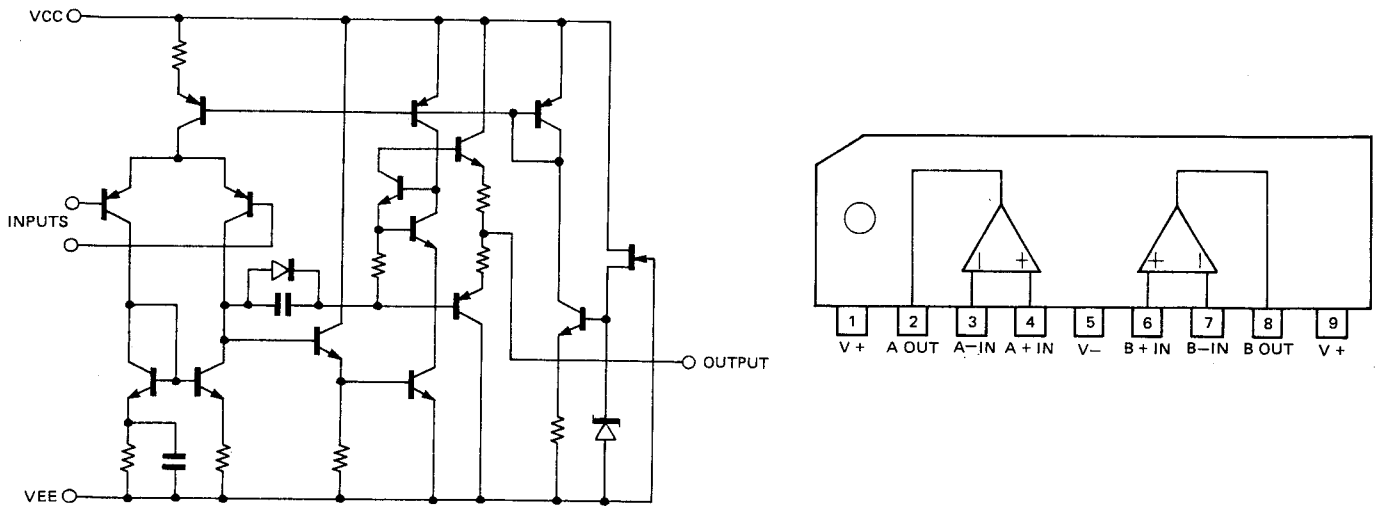 VCC
INPUTS
OUTPUT
VEE
− + + −
1 2 3 4 5 6 7 8 9
V+ A OUT A−IN A+IN V− B+IN B−IN B OUT V+